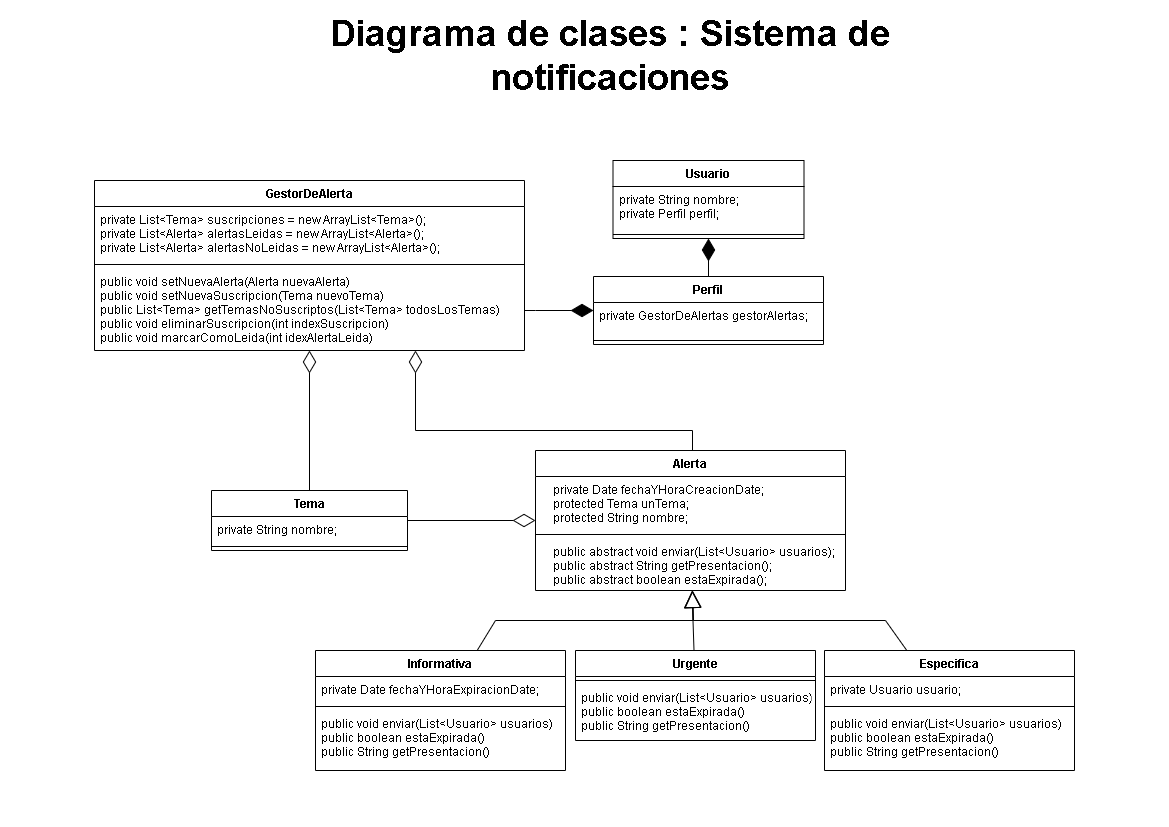 Diagrama de clases : Sistema de
notificaciones
GestorDeAlerta
private List<Tema> suscripciones = new ArrayList<Tema>();
private List<Alerta> alertasLeidas = new ArrayList<Alerta>();
private List<Alerta> alertasNoLeidas = new ArrayList<Alerta>();
public void setNuevaAlerta(Alerta nuevaAlerta)
public void setNuevaSuscripcion(Tema nuevoTema)
public List<Tema> getTemasNoSuscriptos(List<Tema> todosLosTemas)
public void eliminarSuscripcion(int indexSuscripcion)
public void marcarComoLeida(int idexAlertaLeida)
Usuario
private String nombre;
private Perfil perfil;
Perfil
private GestorDeAlertas gestorAlertas;
Tema
private String nombre;
Alerta
private Date fechaYHoraCreacionDate;
protected Tema unTema;
protected String nombre;
public abstract void enviar(List<Usuario> usuarios);
public abstract String getPresentacion();
public abstract boolean estaExpirada();
Informativa
private Date fechaYHoraExpiracionDate;
public void enviar(List<Usuario> usuarios)
public boolean estaExpirada()
public String getPresentacion()
Urgente
public void enviar(List<Usuario> usuarios)
public boolean estaExpirada()
public String getPresentacion()
Especifica
private Usuario usuario;
public void enviar(List<Usuario> usuarios)
public boolean estaExpirada()
public String getPresentacion()